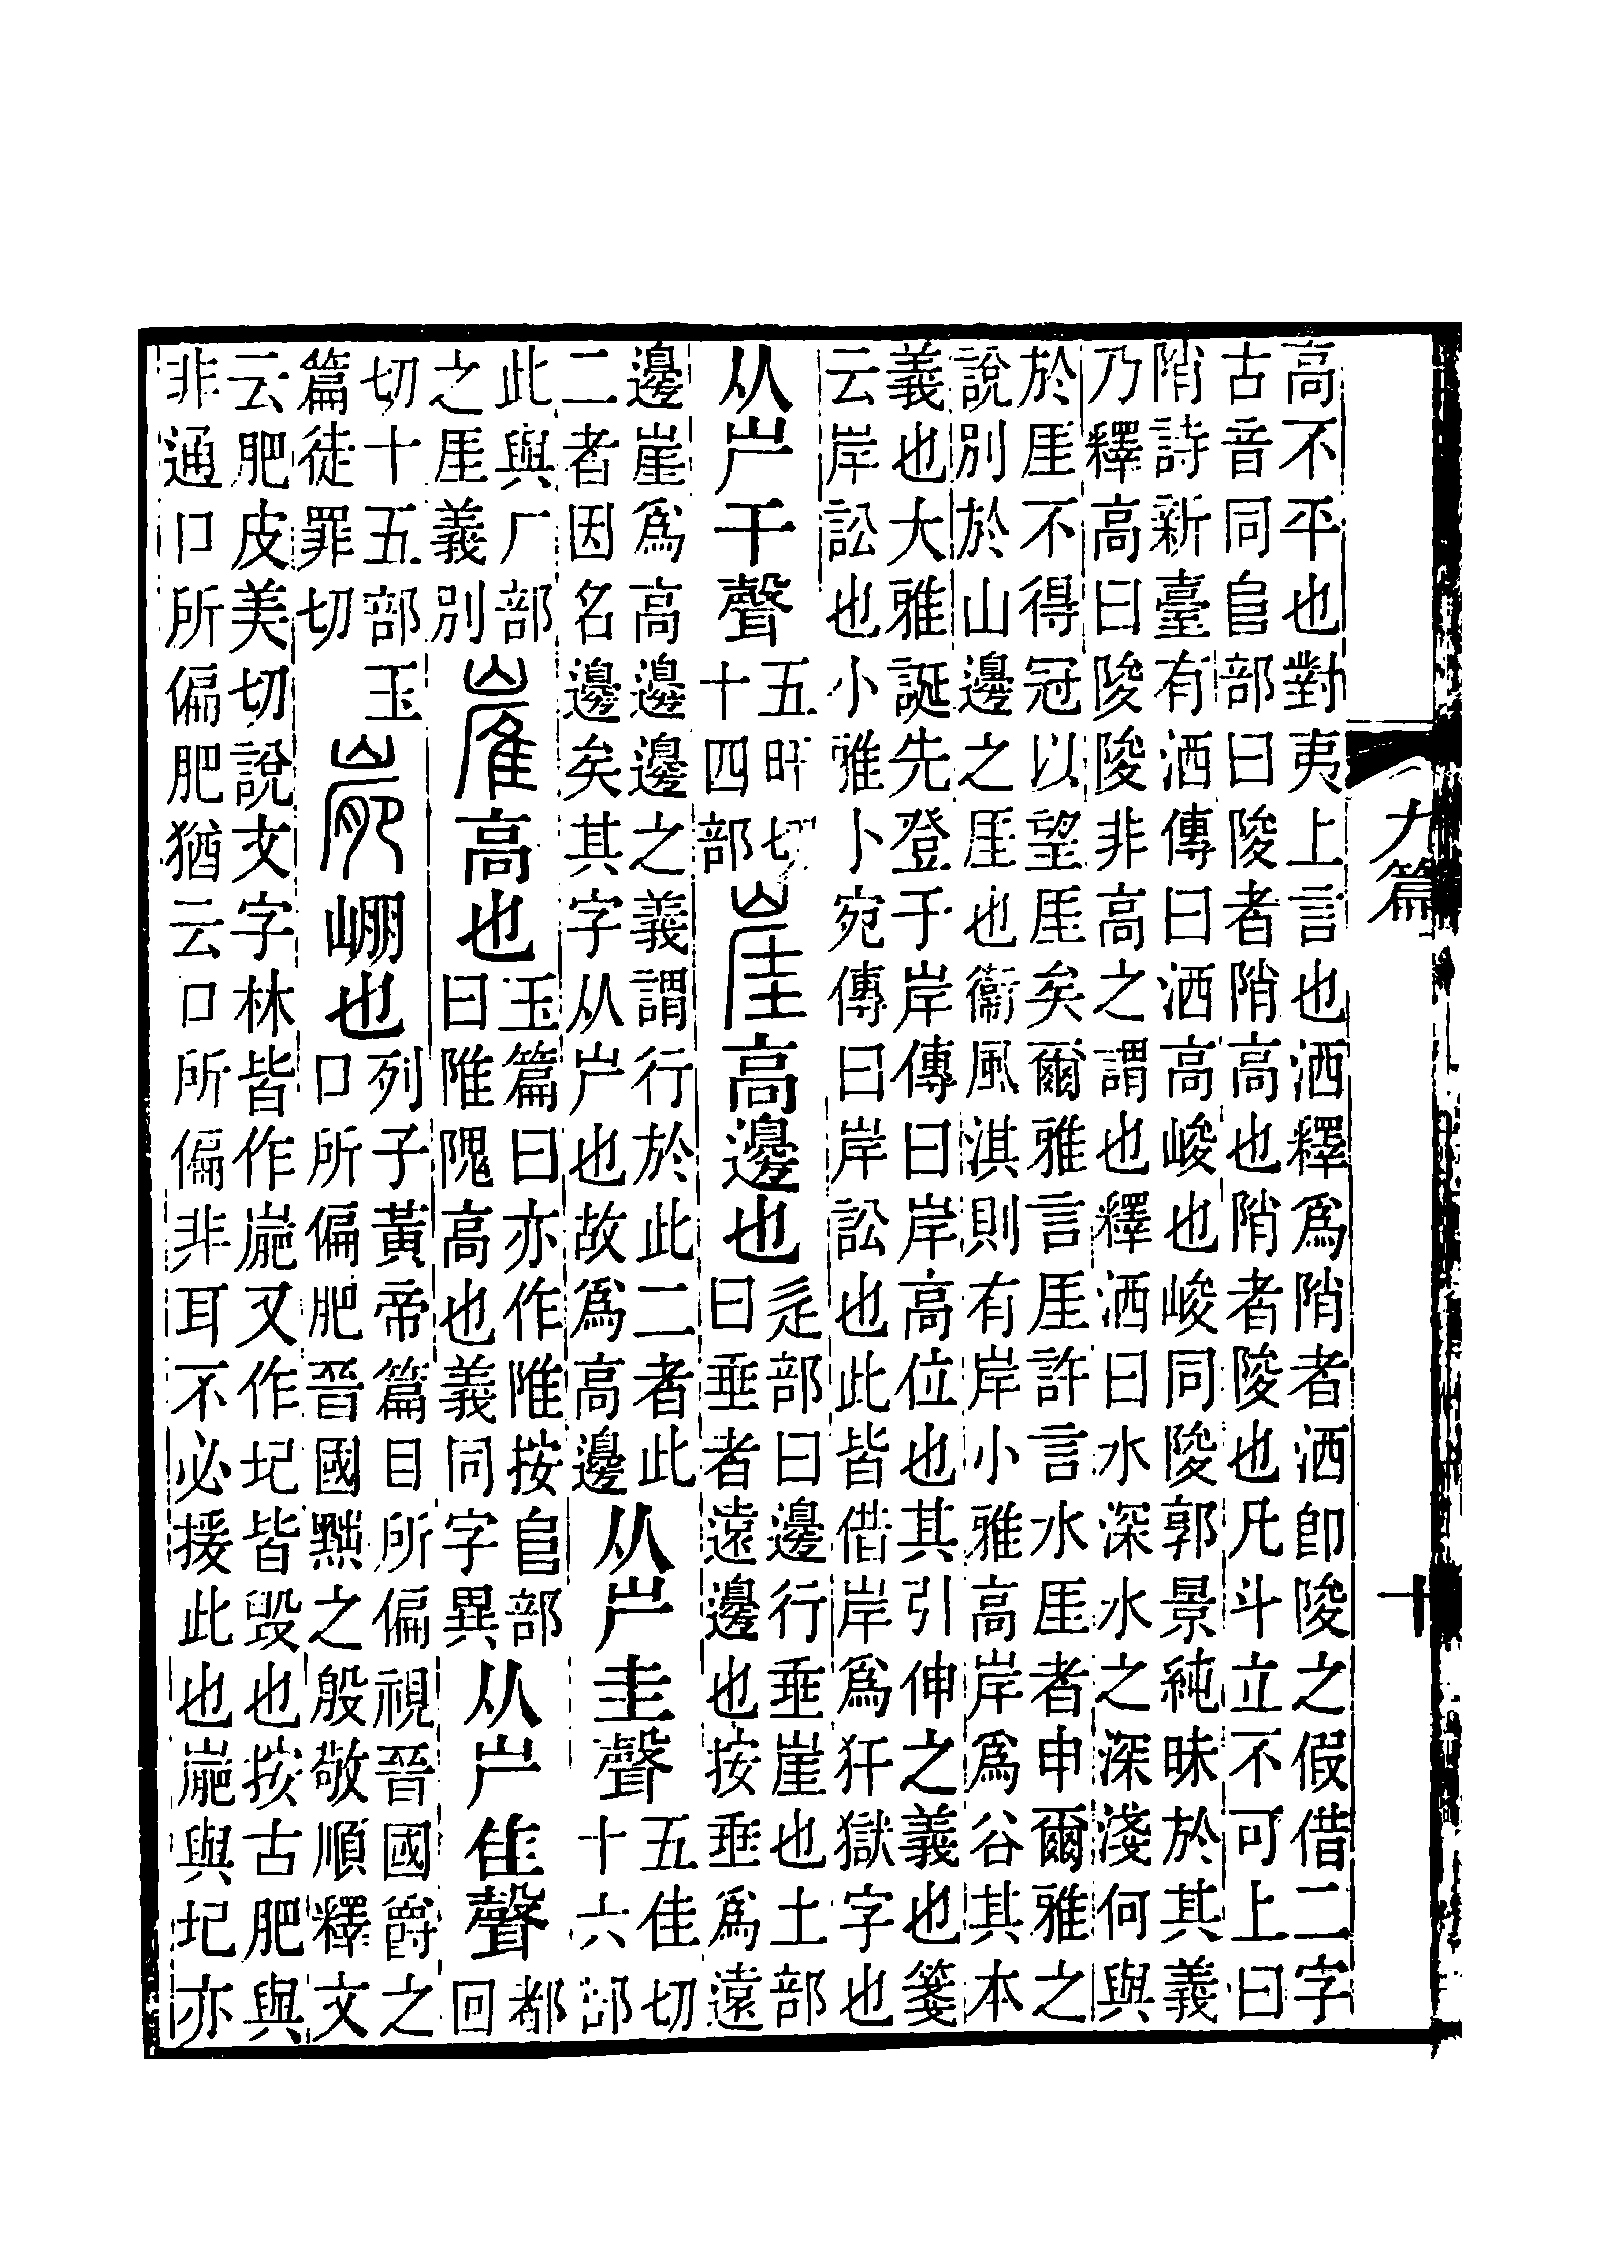 高不平也對夷上言也洒釋爲陗者洒卽陖之假借二字
古音同𨸏部曰陖者陗高也陗者陖也凡斗立不可上曰
陗詩新臺有洒傳曰洒高峻也峻同陖郭景純昧於其義
乃釋高曰陖陖非高之謂也釋洒曰水深水之深淺何與
於厓不得冠以望厓矣爾雅言厓許言水厓者申爾雅之
說別於山邊之厓也衞風淇則有岸小雅高岸爲谷其本
義也大雅誕先登于岸傳曰岸高位也其引伸之義也箋
云岸訟也小雅卜宛傳曰岸訟也此皆借岸爲犴獄字也
从屵干聲
五旰切
十四部
崖高邊也
辵部曰邊行垂崖也土部
曰垂者遠邊也按垂爲遠
邊崖爲高邊邊邊之義謂行於此二者此
二者因名邊矣其字从屵也故爲高邊
从屵圭聲
五佳切
十六部
此與厂部
之厓義別
嶉高也
玉篇曰亦作陮按𨸏部
曰陮隗高也義同字異
从屵隹聲
都
回
切十五部玉
篇徒罪切
嶏崩也
列子黃帝篇目所偏視晉國爵之
口所偏肥晉國黜之殷敬順釋文
云肥皮美切說文字林皆作嶏又作圮皆毀也按古肥與
非通口所偏肥猶云口所偏非耳不必援此也嶏與圮亦
九篇
十